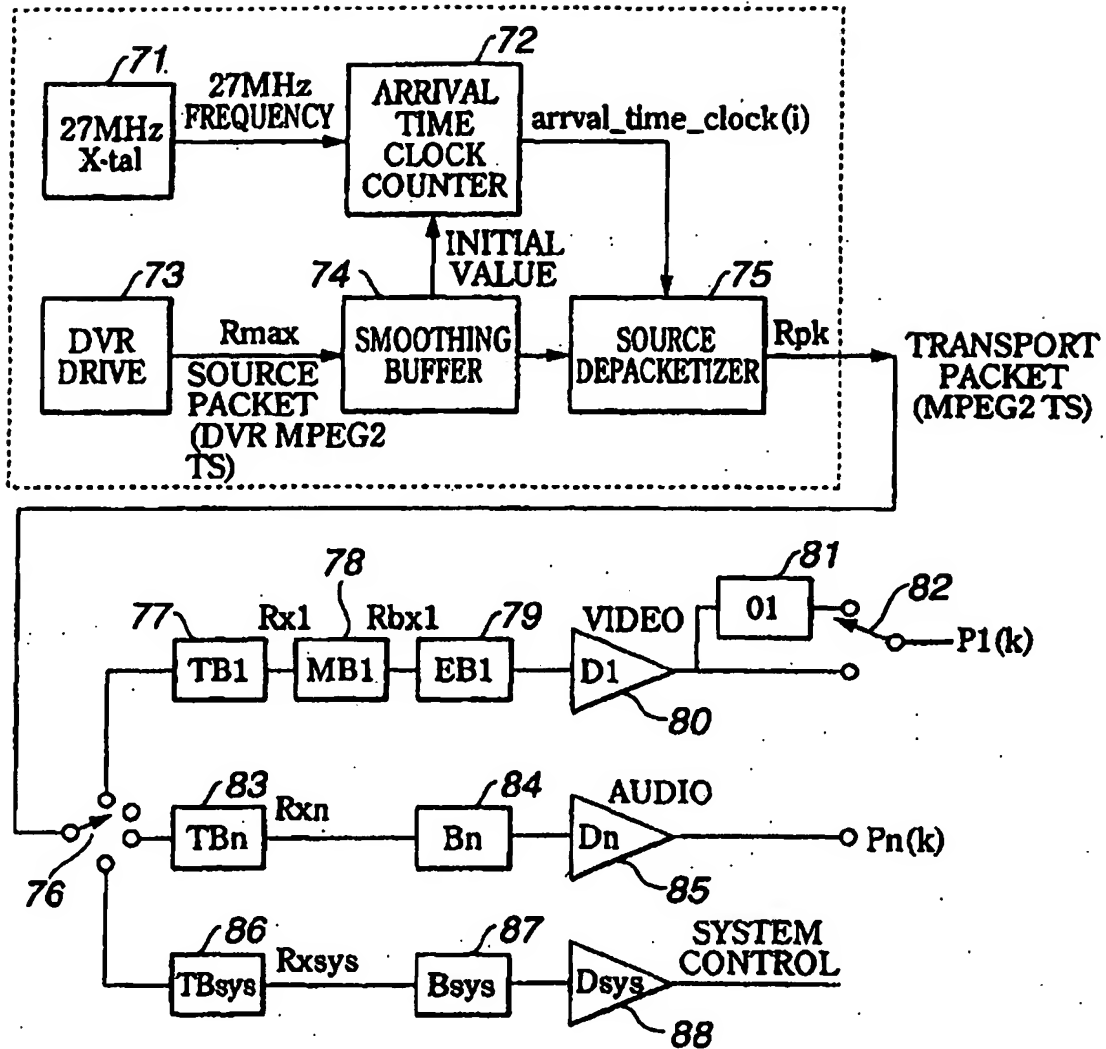 71
27MHz
X-tal
27MHz
FREQUENCY
72
ARRIVAL
TIME
CLOCK
COUNTER
arrval_time_clock(i)
INITIAL
VALUE
73
DVR
DRIVE
Rmax
SOURCE
PACKET
(DVR MPEG2
TS)
74
SMOOTHING
BUFFER
75
SOURCE
DEPACKETIZER
Rpk
TRANSPORT
PACKET
(MPEG2 TS)
76
77
TB1
Rx1
78
MB1
Rbx1
79
EB1
VIDEO
D1
80
81
01
82
P1(k)
83
TBn
Rxn
84
Bn
AUDIO
Dn
85
Pn(k)
86
TBsys
Rxsys
87
Bsys
Dsys
88
SYSTEM
CONTROL